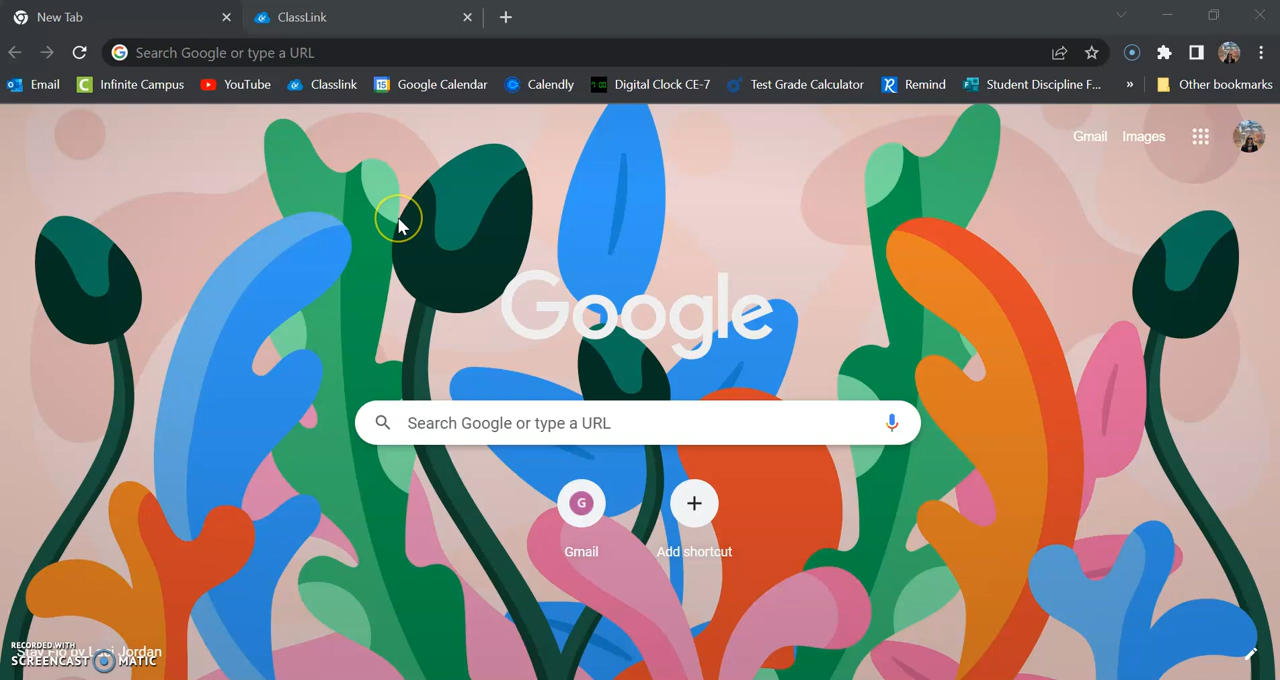 New Tab
ClassLink
Search Google or type a URL
Email
Infinite Campus
YouTube
Classlink
15
Google Calendar
Calendly
Digital Clock CE-7
Test Grade Calculator
Remind
Student Discipline F...
»
Other bookmarks
Gmail
Images
Google
Search Google or type a URL
G
Gmail
Add shortcut
RECORDED WITH
SCREENCAST MATIC
Jordan